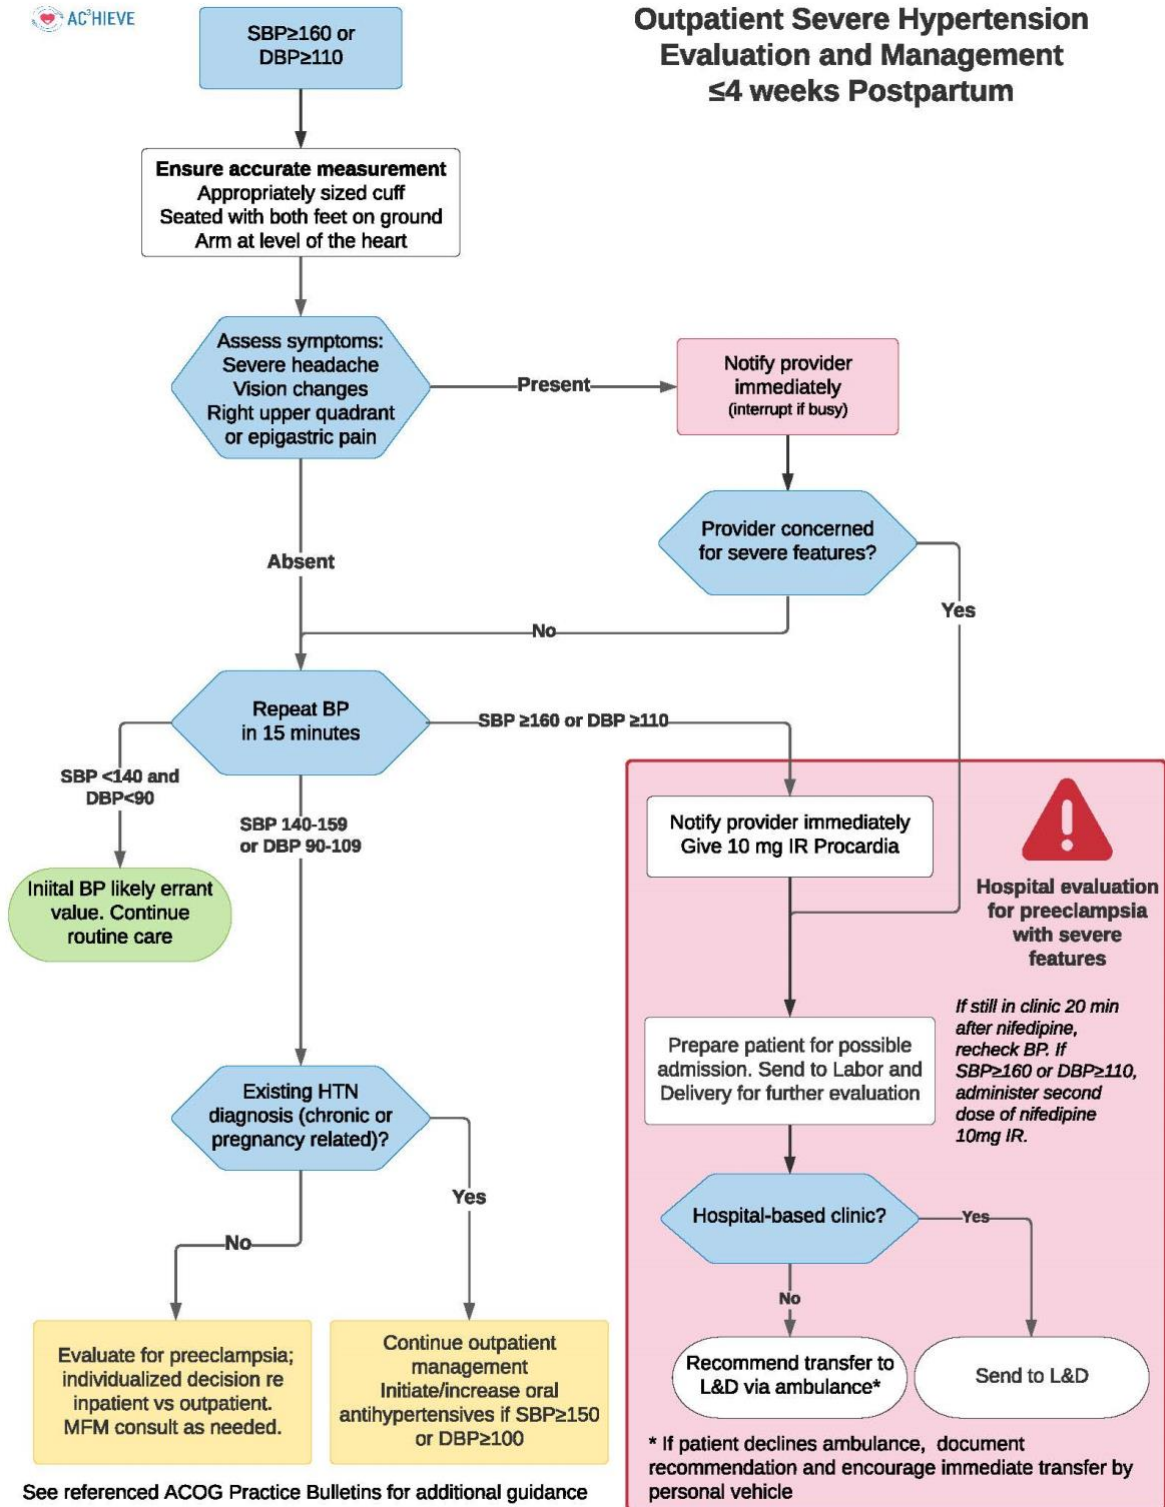 AC³HIEVE
Outpatient Severe Hypertension
Evaluation and Management
≤4 weeks Postpartum
SBP≥160 or
DBP≥110
Ensure accurate measurement
Appropriately sized cuff
Seated with both feet on ground
Arm at level of the heart
Assess symptoms:
Severe headache
Vision changes
Right upper quadrant
or epigastric pain
Present
Notify provider
immediately
(interrupt if busy)
Provider concerned
for severe features?
Absent
Yes
No
Repeat BP
in 15 minutes
SBP ≥160 or DBP ≥110
SBP <140 and
DBP<90
SBP 140-159
or DBP 90-109
Iniital BP likely errant
value. Continue
routine care
Notify provider immediately
Give 10 mg IR Procardia
Hospital evaluation
for preeclampsia
with severe
features
If still in clinic 20 min
after nifedipine,
recheck BP. If
SBP≥160 or DBP≥110,
administer second
dose of nifedipine
10mg IR.
Prepare patient for possible
admission. Send to Labor and
Delivery for further evaluation
Existing HTN
diagnosis (chronic or
pregnancy related)?
Yes
No
Hospital-based clinic?
Yes
No
Evaluate for preeclampsia;
individualized decision re
inpatient vs outpatient.
MFM consult as needed.
Continue outpatient
management
Initiate/increase oral
antihypertensives if SBP≥150
or DBP≥100
Recommend transfer to
L&D via ambulance*
Send to L&D
* If patient declines ambulance, document
recommendation and encourage immediate transfer by
personal vehicle
See referenced ACOG Practice Bulletins for additional guidance